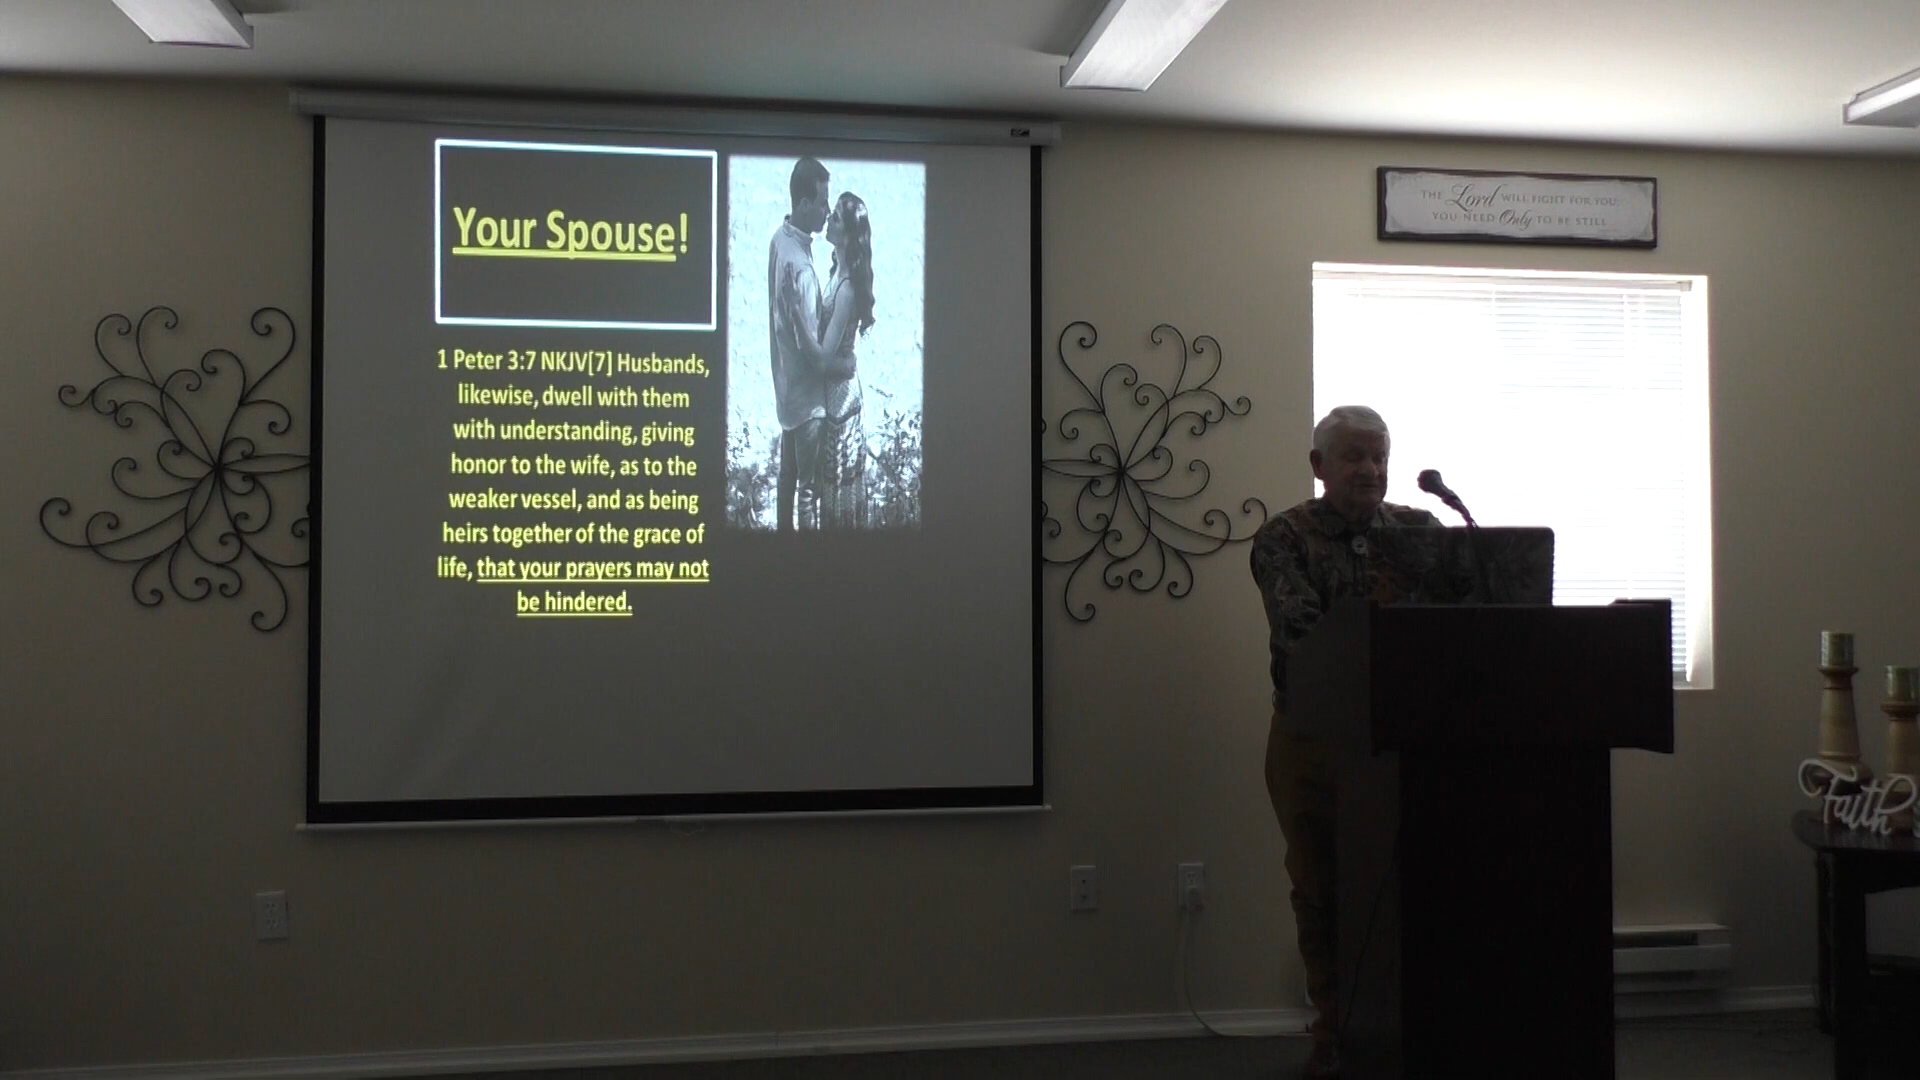 Your Spouse!
1 Peter 3:7 NKJV[7] Husbands,
likewise, dwell with them
with understanding, giving
honor to the wife, as to the
weaker vessel, and as being
heirs together of the grace of
life, that your prayers may not
be hindered.
THE Lord WILL FIGHT FOR YOU;
YOU NEED Only TO BE STILL
Faith